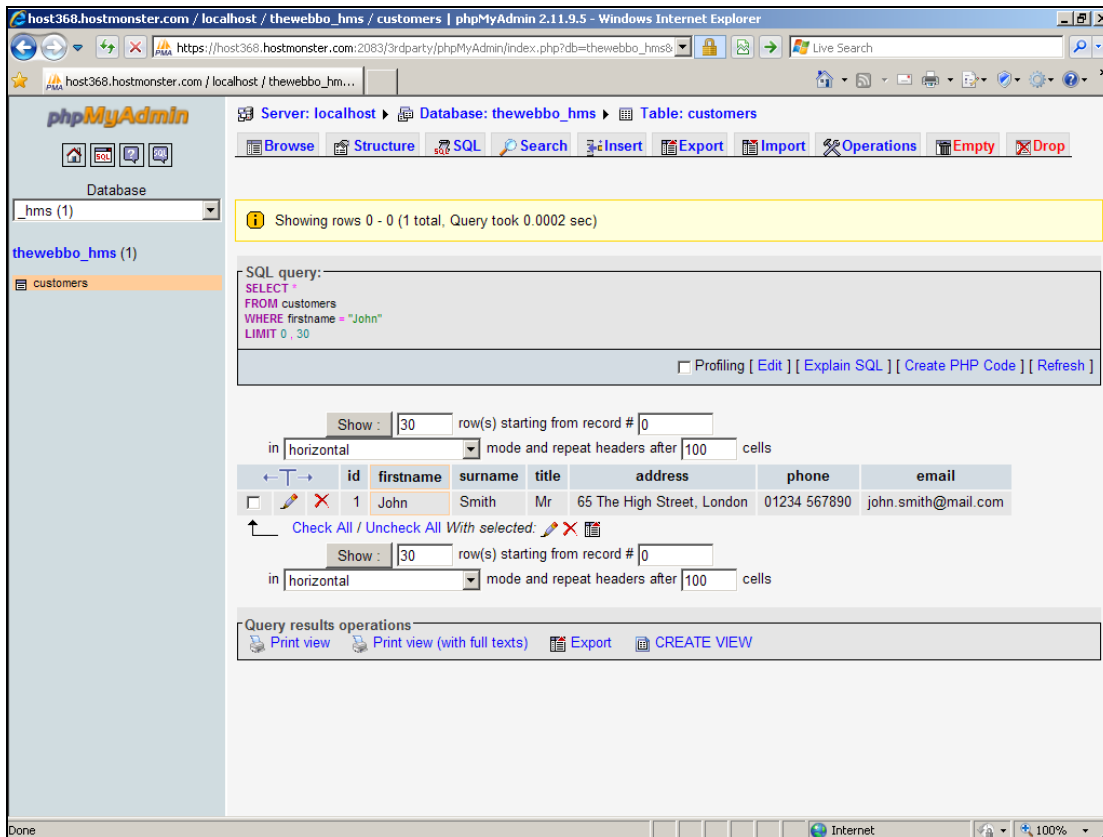 host368.hostmonster.com / localhost / thewebbo_hms / customers | phpMyAdmin 2.11.9.5 - Windows Internet Explorer
https://host368.hostmonster.com:2083/3rdparty/phpMyAdmin/index.php?db=thewebbo_hms&
Live Search
host368.hostmonster.com / localhost / thewebbo_hm...
phpMyAdmin
SQL
SQL
Database
_hms (1)
thewebbo_hms (1)
customers
Server: localhost ▸ Database: thewebbo_hms ▸ Table: customers
Browse Structure SQL Search Insert Export Import Operations Empty Drop
Showing rows 0 - 0 (1 total, Query took 0.0002 sec)
SQL query:
SELECT *
FROM customers
WHERE firstname = "John"
LIMIT 0 , 30
Profiling [ Edit ] [ Explain SQL ] [ Create PHP Code ] [ Refresh ]
Show : 30 row(s) starting from record # 0
in horizontal mode and repeat headers after 100 cells
←T→ id firstname surname title address phone email
1 John Smith Mr 65 The High Street, London 01234 567890 john.smith@mail.com
Check All / Uncheck All With selected:
Show : 30 row(s) starting from record # 0
in horizontal mode and repeat headers after 100 cells
Query results operations
Print view Print view (with full texts) Export CREATE VIEW
Done Internet 100%